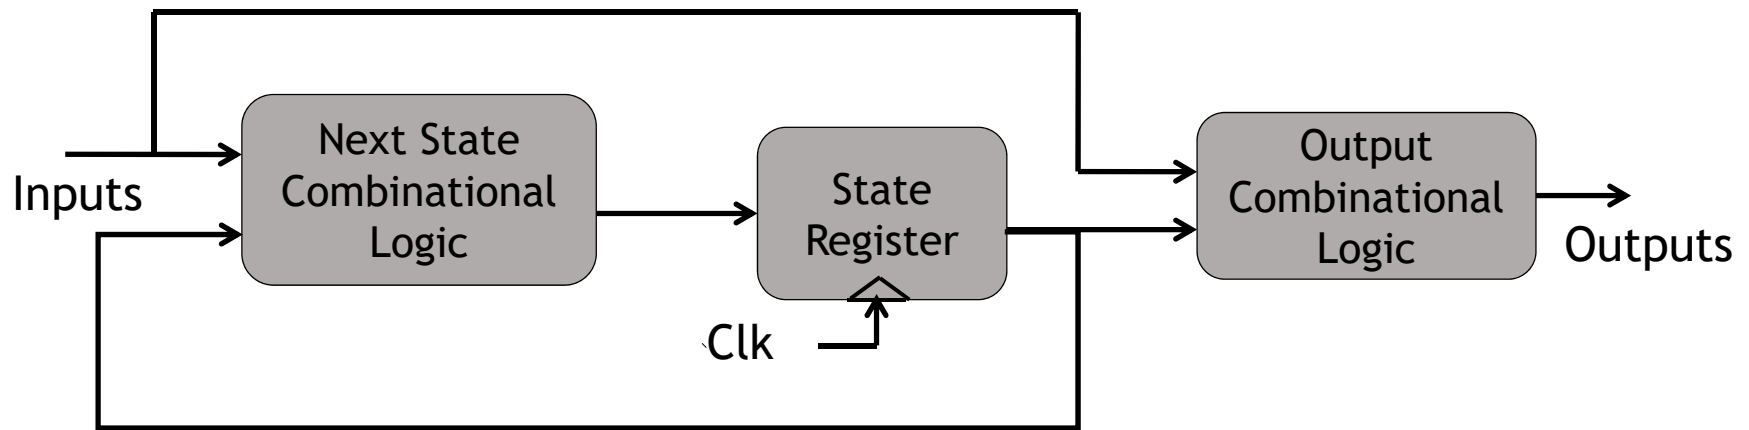 Inputs
Next State
Combinational
Logic
State
Register
Clk
Output
Combinational
Logic
Outputs